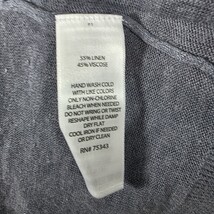 55% LINEN
45% VISCOSE
HAND WASH COLD
WITH LIKE COLORS
ONLY NON-CHLORINE
BLEACH WHEN NEEDED
DO NOT WRING OR TWIST
RESHAPE WHILE DAMP
DRY FLAT
COOL IRON IF NEEDED
OR DRY CLEAN
RN# 75343